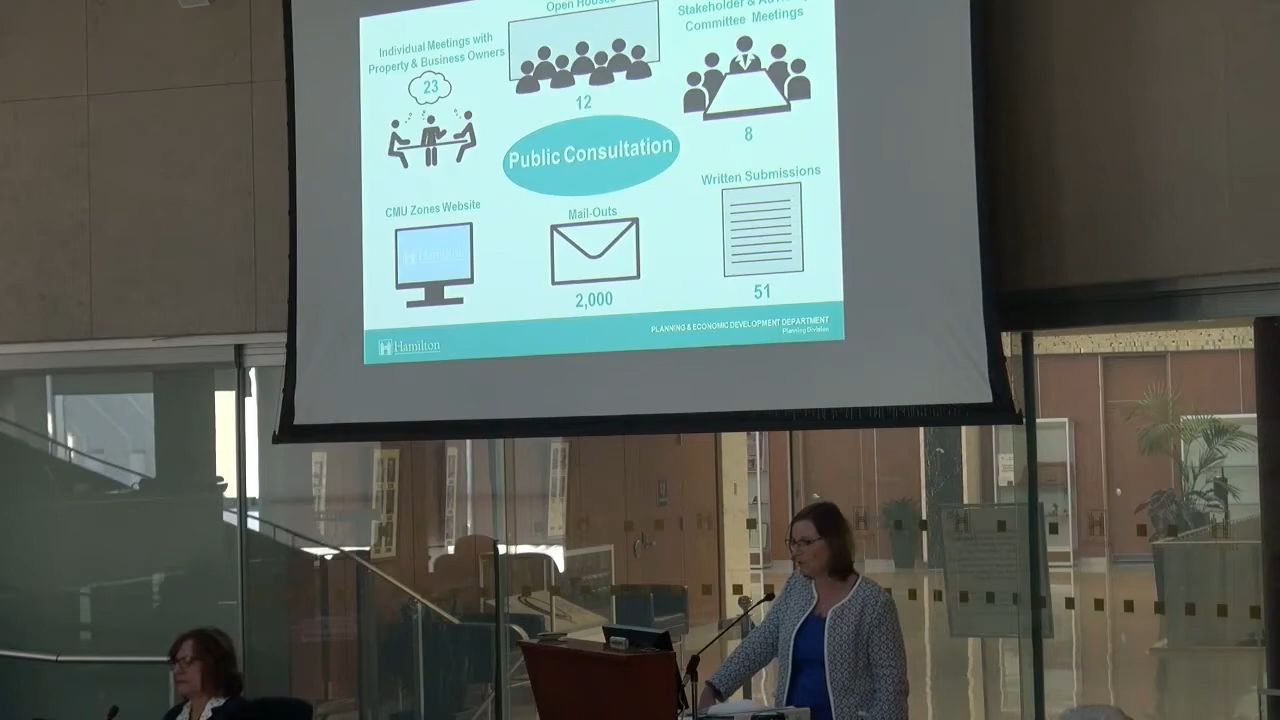 Open Houses
Stakeholder &
Committee Meetings
Individual Meetings with
Property & Business Owners
23
12
8
Public Consultation
Written Submissions
CMU Zones Website
Mail-Outs
Hamilton
2,000
51
PLANNING & ECONOMIC DEVELOPMENT DEPARTMENT
Planning Division
Hamilton